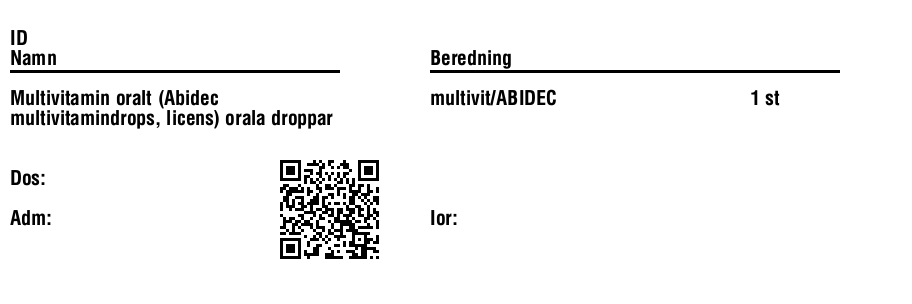 ID
Namn
Beredning
Multivitamin oralt (Abidec
multivitamindrops, licens) orala droppar
multivit/ABIDEC 1 st
Dos:
Adm:
Ior: